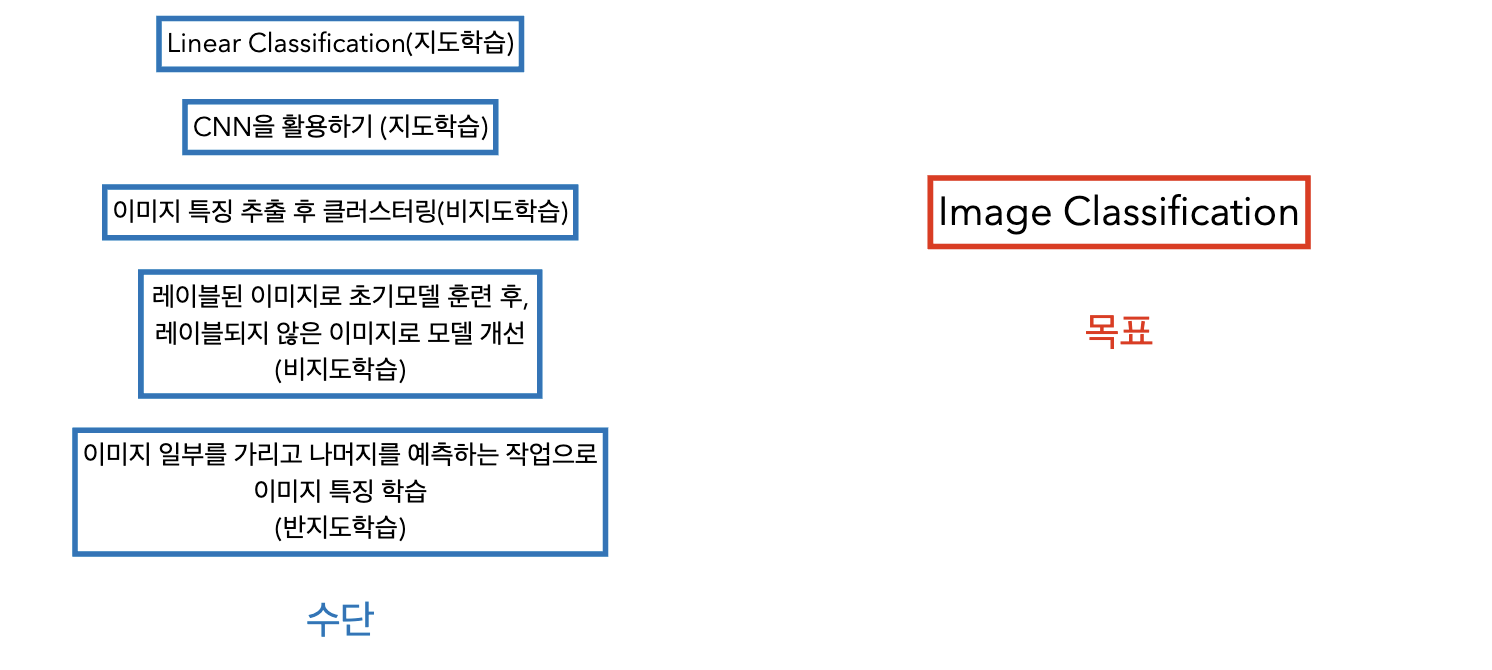 Linear Classification(지도학습)
CNN을 활용하기 (지도학습)
이미지 특징 추출 후 클러스터링(비지도학습)
레이블된 이미지로 초기모델 훈련 후,
레이블되지 않은 이미지로 모델 개선
(비지도학습)
이미지 일부를 가리고 나머지를 예측하는 작업으로
이미지 특징 학습
(반지도학습)
수단
Image Classification
목표